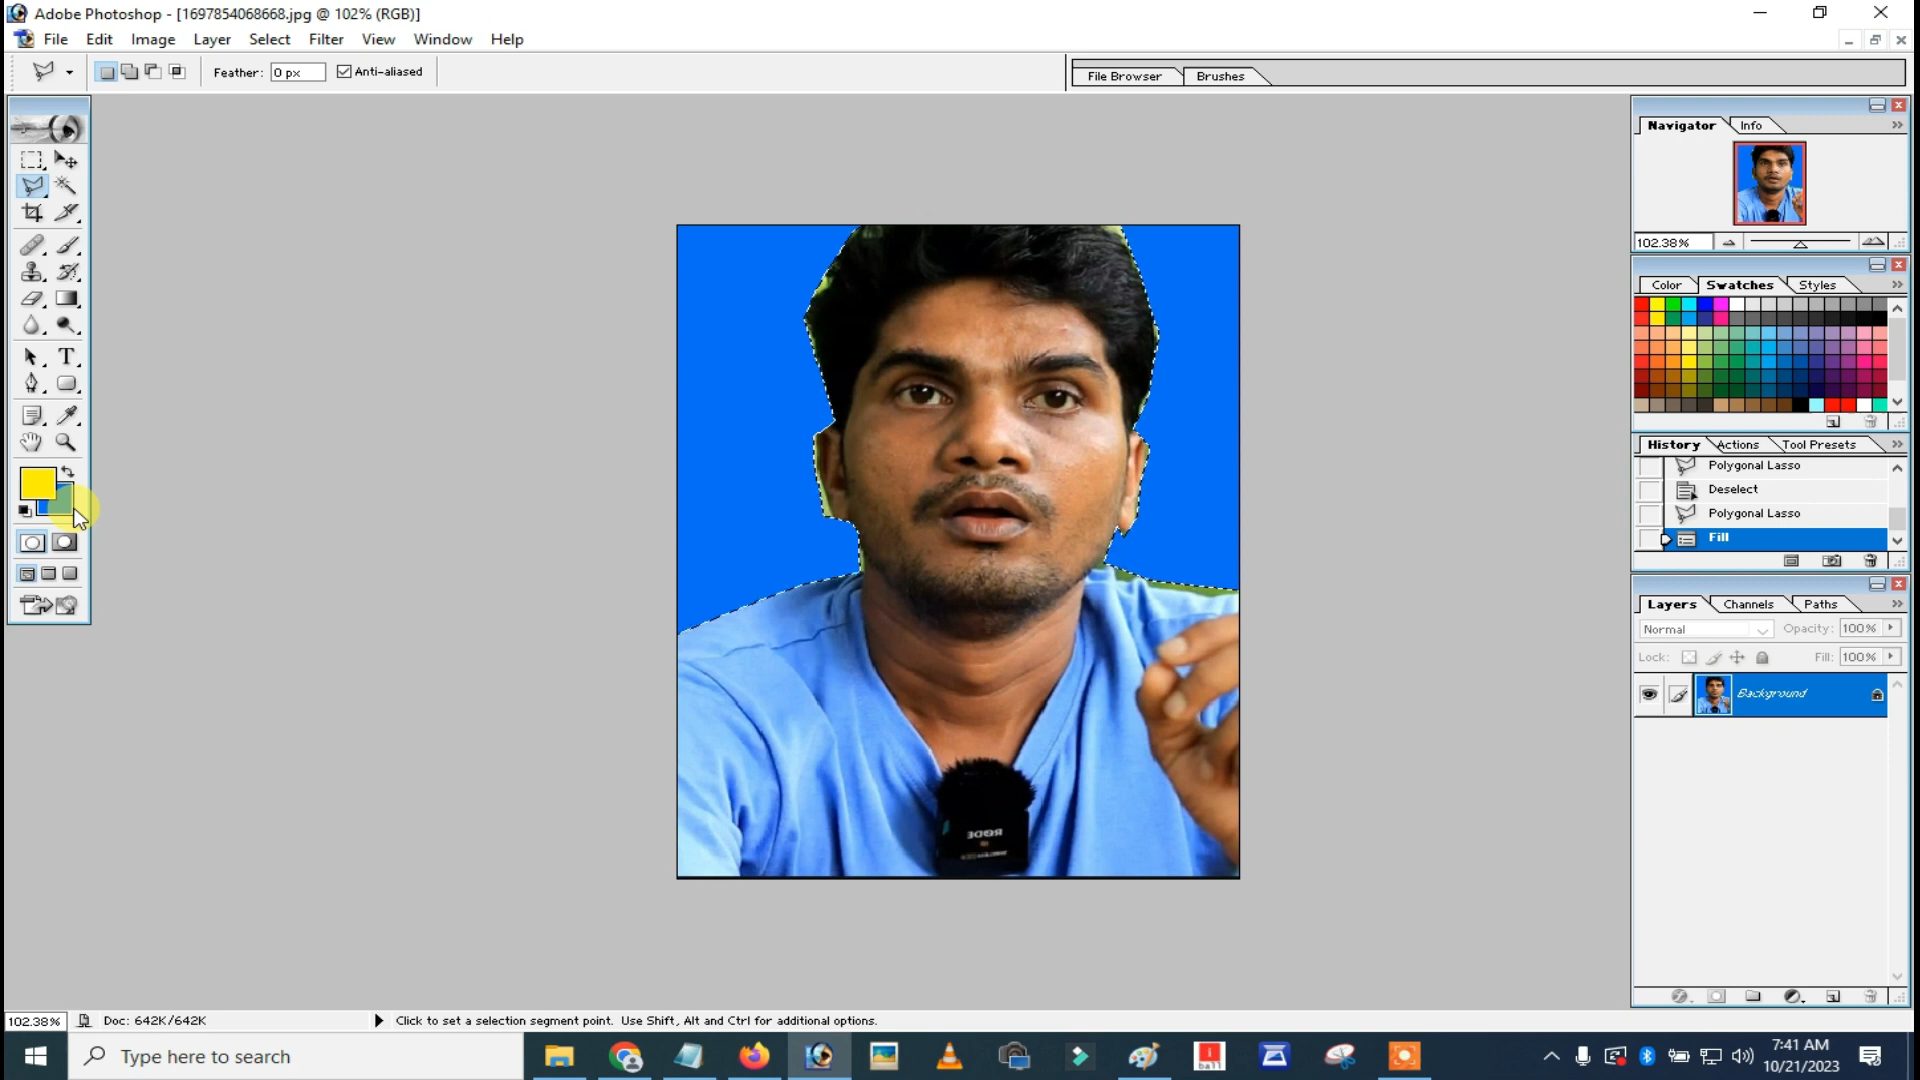 Adobe Photoshop - [1697854068668.jpg @ 102% (RGB)]
File Edit Image Layer Select Filter View Window Help
Feather: 0 px Anti-aliased
File Browser Brushes
Navigator Info
102.38%
Color Swatches Styles
History Actions Tool Presets
Polygonal Lasso
Deselect
Polygonal Lasso
Fill
Layers Channels Paths
Normal Opacity: 100%
Lock: Fill: 100%
Background
T
102.38% Doc: 642K/642K Click to set a selection segment point. Use Shift, Alt and Ctrl for additional options.
Type here to search
7:41 AM
10/21/2023